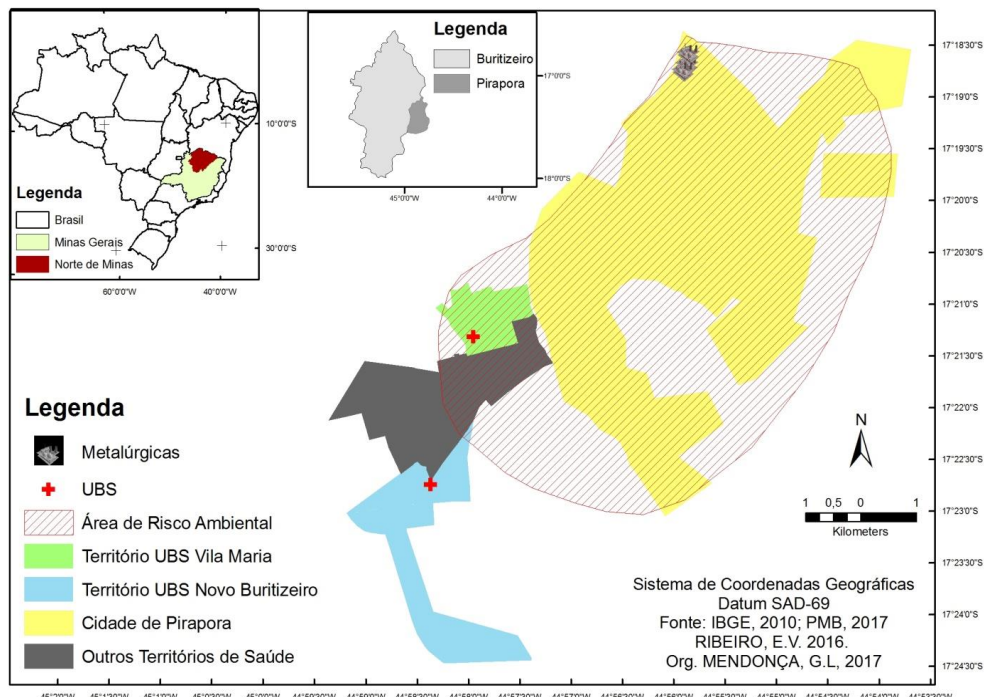 Legenda
Brasil
Minas Gerais
Norte de Minas
10°0'0"S
30°0'0"S
60°0'0"W 40°0'0"W
Legenda
Buritizeiro
Pirapora
17°0'0"S
18°0'0"S
45°0'0"W 44°0'0"W
17°18'30"S
17°19'0"S
17°19'30"S
17°20'0"S
17°20'30"S
17°21'0"S
17°21'30"S
17°22'0"S
17°22'30"S
17°23'0"S
17°23'30"S
17°24'0"S
17°24'30"S
Legenda
Metalúrgicas
UBS
Área de Risco Ambiental
Território UBS Vila Maria
Território UBS Novo Buritizeiro
Cidade de Pirapora
Outros Territórios de Saúde
N
1 0,5 0 1
Kilometers
Sistema de Coordenadas Geográficas
Datum SAD-69
Fonte: IBGE, 2010; PMB, 2017
RIBEIRO, E.V. 2016.
Org. MENDONÇA, G.L, 2017